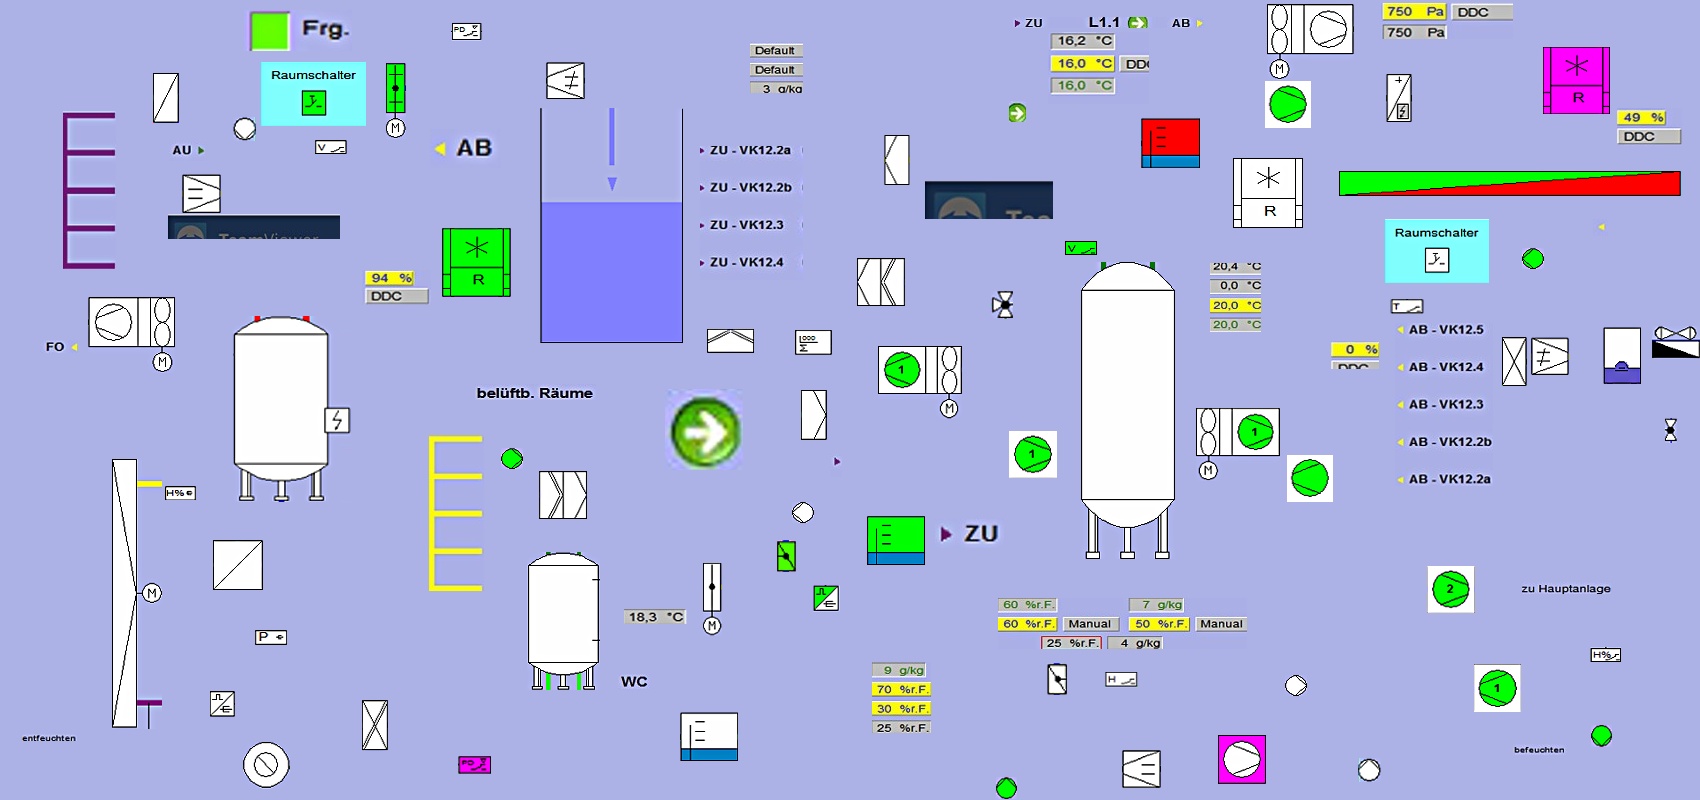 Frg.
PD
Default
Default
3 g/kg
ZU L1.1 AB
16,2 °C
16,0 °C
16,0 °C
M
750 Pa DDC
750 Pa
R
49 %
DDC
Raumschalter
M
V
AU
AB
ZU - VK12.2a
ZU - VK12.2b
ZU - VK12.3
ZU - VK12.4
TeamViewer
R
94 %
DDC
R
Raumschalter
V
20,4 °C
0,0 °C
20,0 °C
20,0 °C
T
AB - VK12.5
AB - VK12.4
AB - VK12.3
AB - VK12.2b
AB - VK12.2a
0 %
DDC
FO
M
1
M
belüftb. Räume
1
1
M
H%
ZU
M
P
18,3 °C
M
WC
2
zu Hauptanlage
60 %r.F. 7 g/kg
60 %r.F. Manual 50 %r.F. Manual
25 %r.F. 4 g/kg
9 g/kg
70 %r.F.
30 %r.F.
25 %r.F.
H
H%
1
entfeuchten
befeuchten
PD